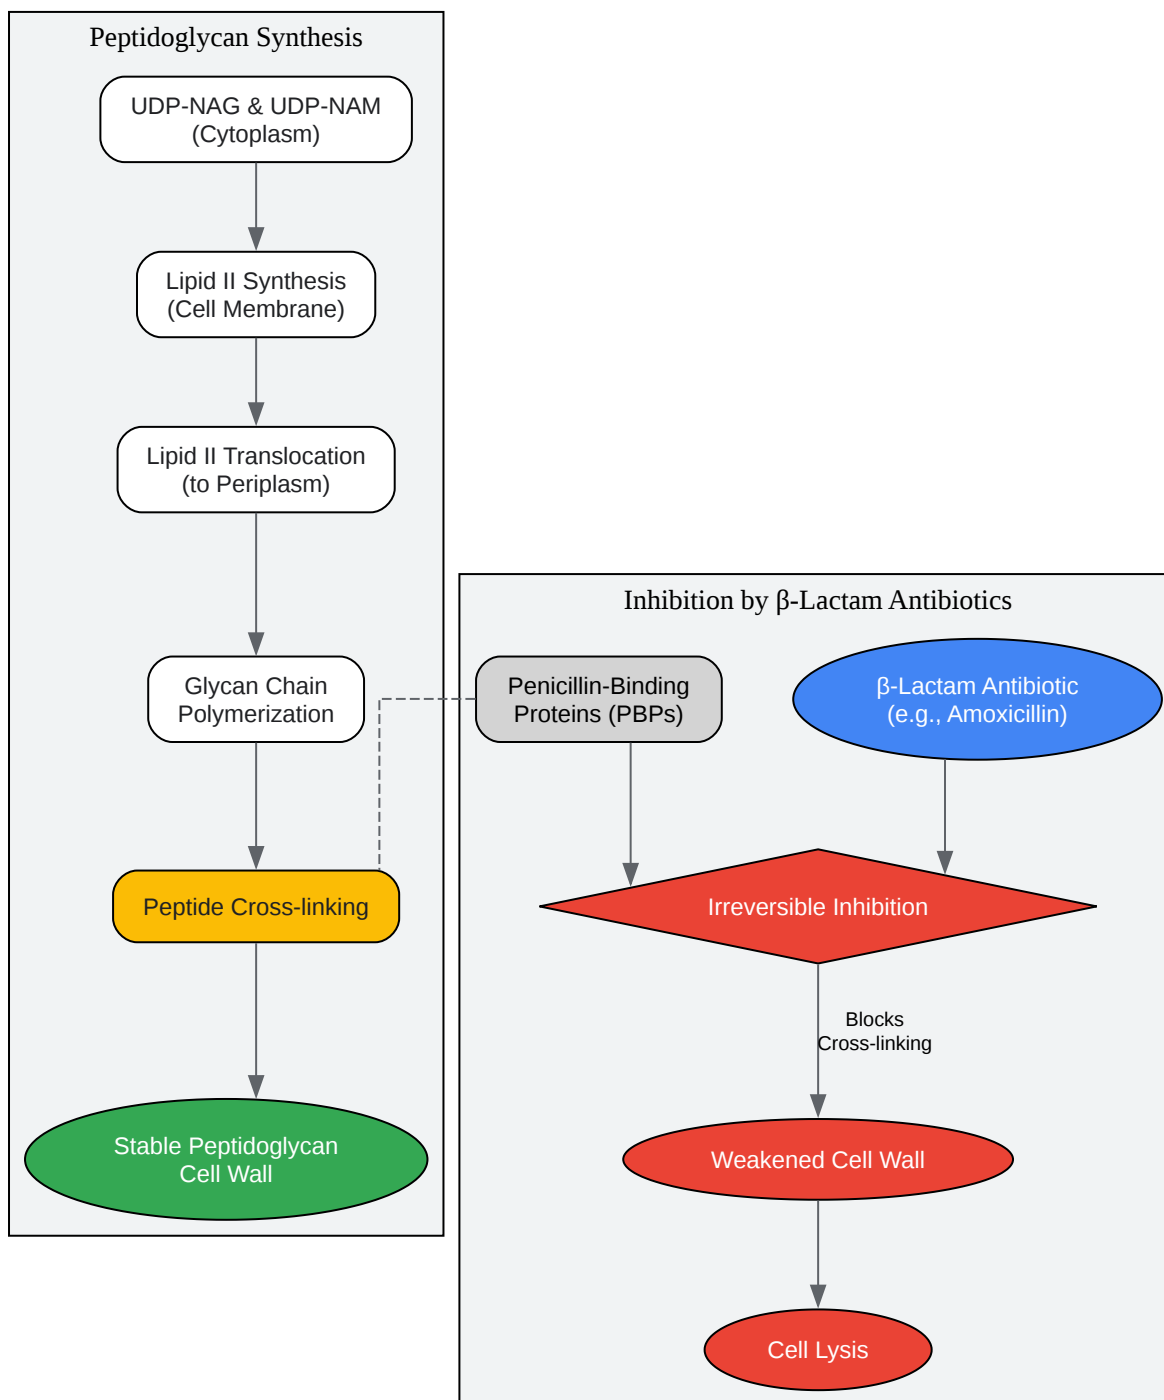 Peptidoglycan Synthesis
UDP-NAG & UDP-NAM
(Cytoplasm)
Lipid II Synthesis
(Cell Membrane)
Lipid II Translocation
(to Periplasm)
Glycan Chain
Polymerization
Peptide Cross-linking
Stable Peptidoglycan
Cell Wall
Inhibition by β-Lactam Antibiotics
Penicillin-Binding
Proteins (PBPs)
β-Lactam Antibiotic
(e.g., Amoxicillin)
Irreversible Inhibition
Blocks
Cross-linking
Weakened Cell Wall
Cell Lysis